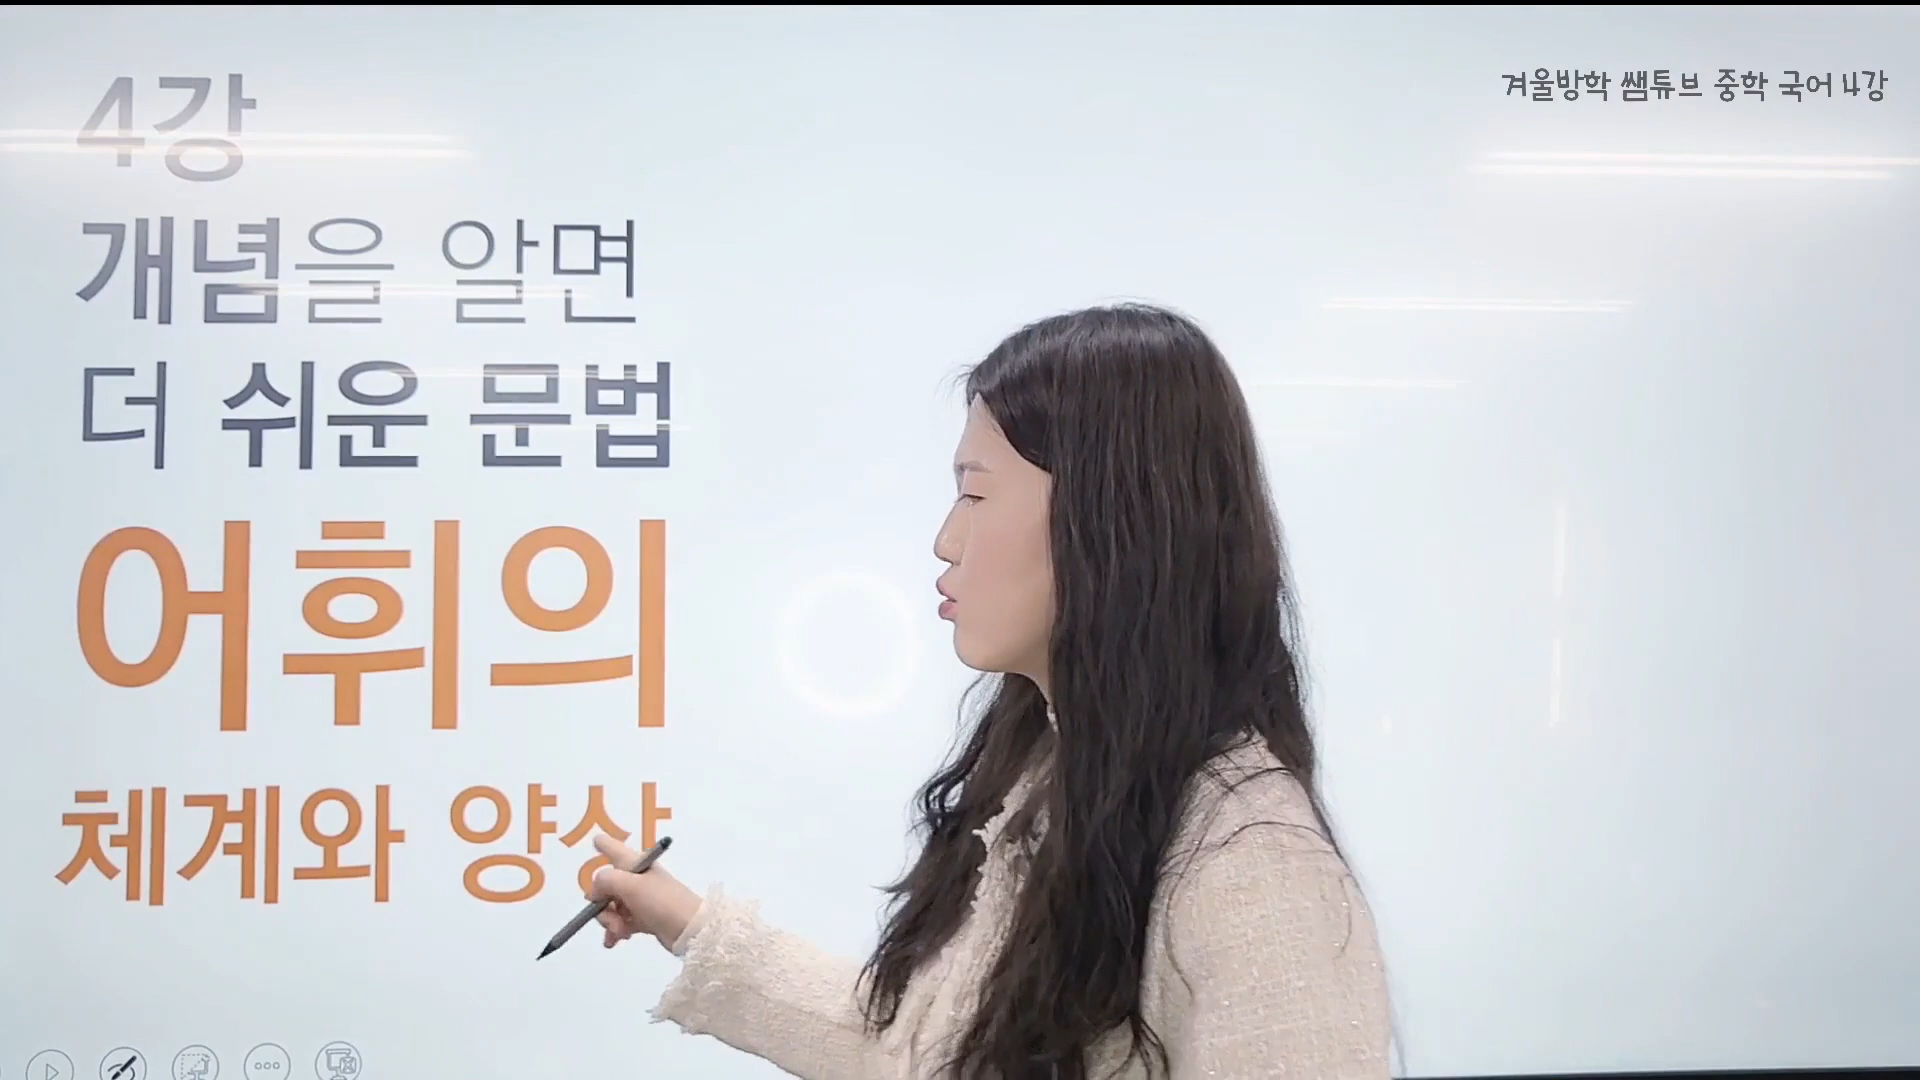 겨울방학 쌤튜브 중학 국어 4강
4강
개념을 알면
더 쉬운 문법
어휘의
체계와 양상